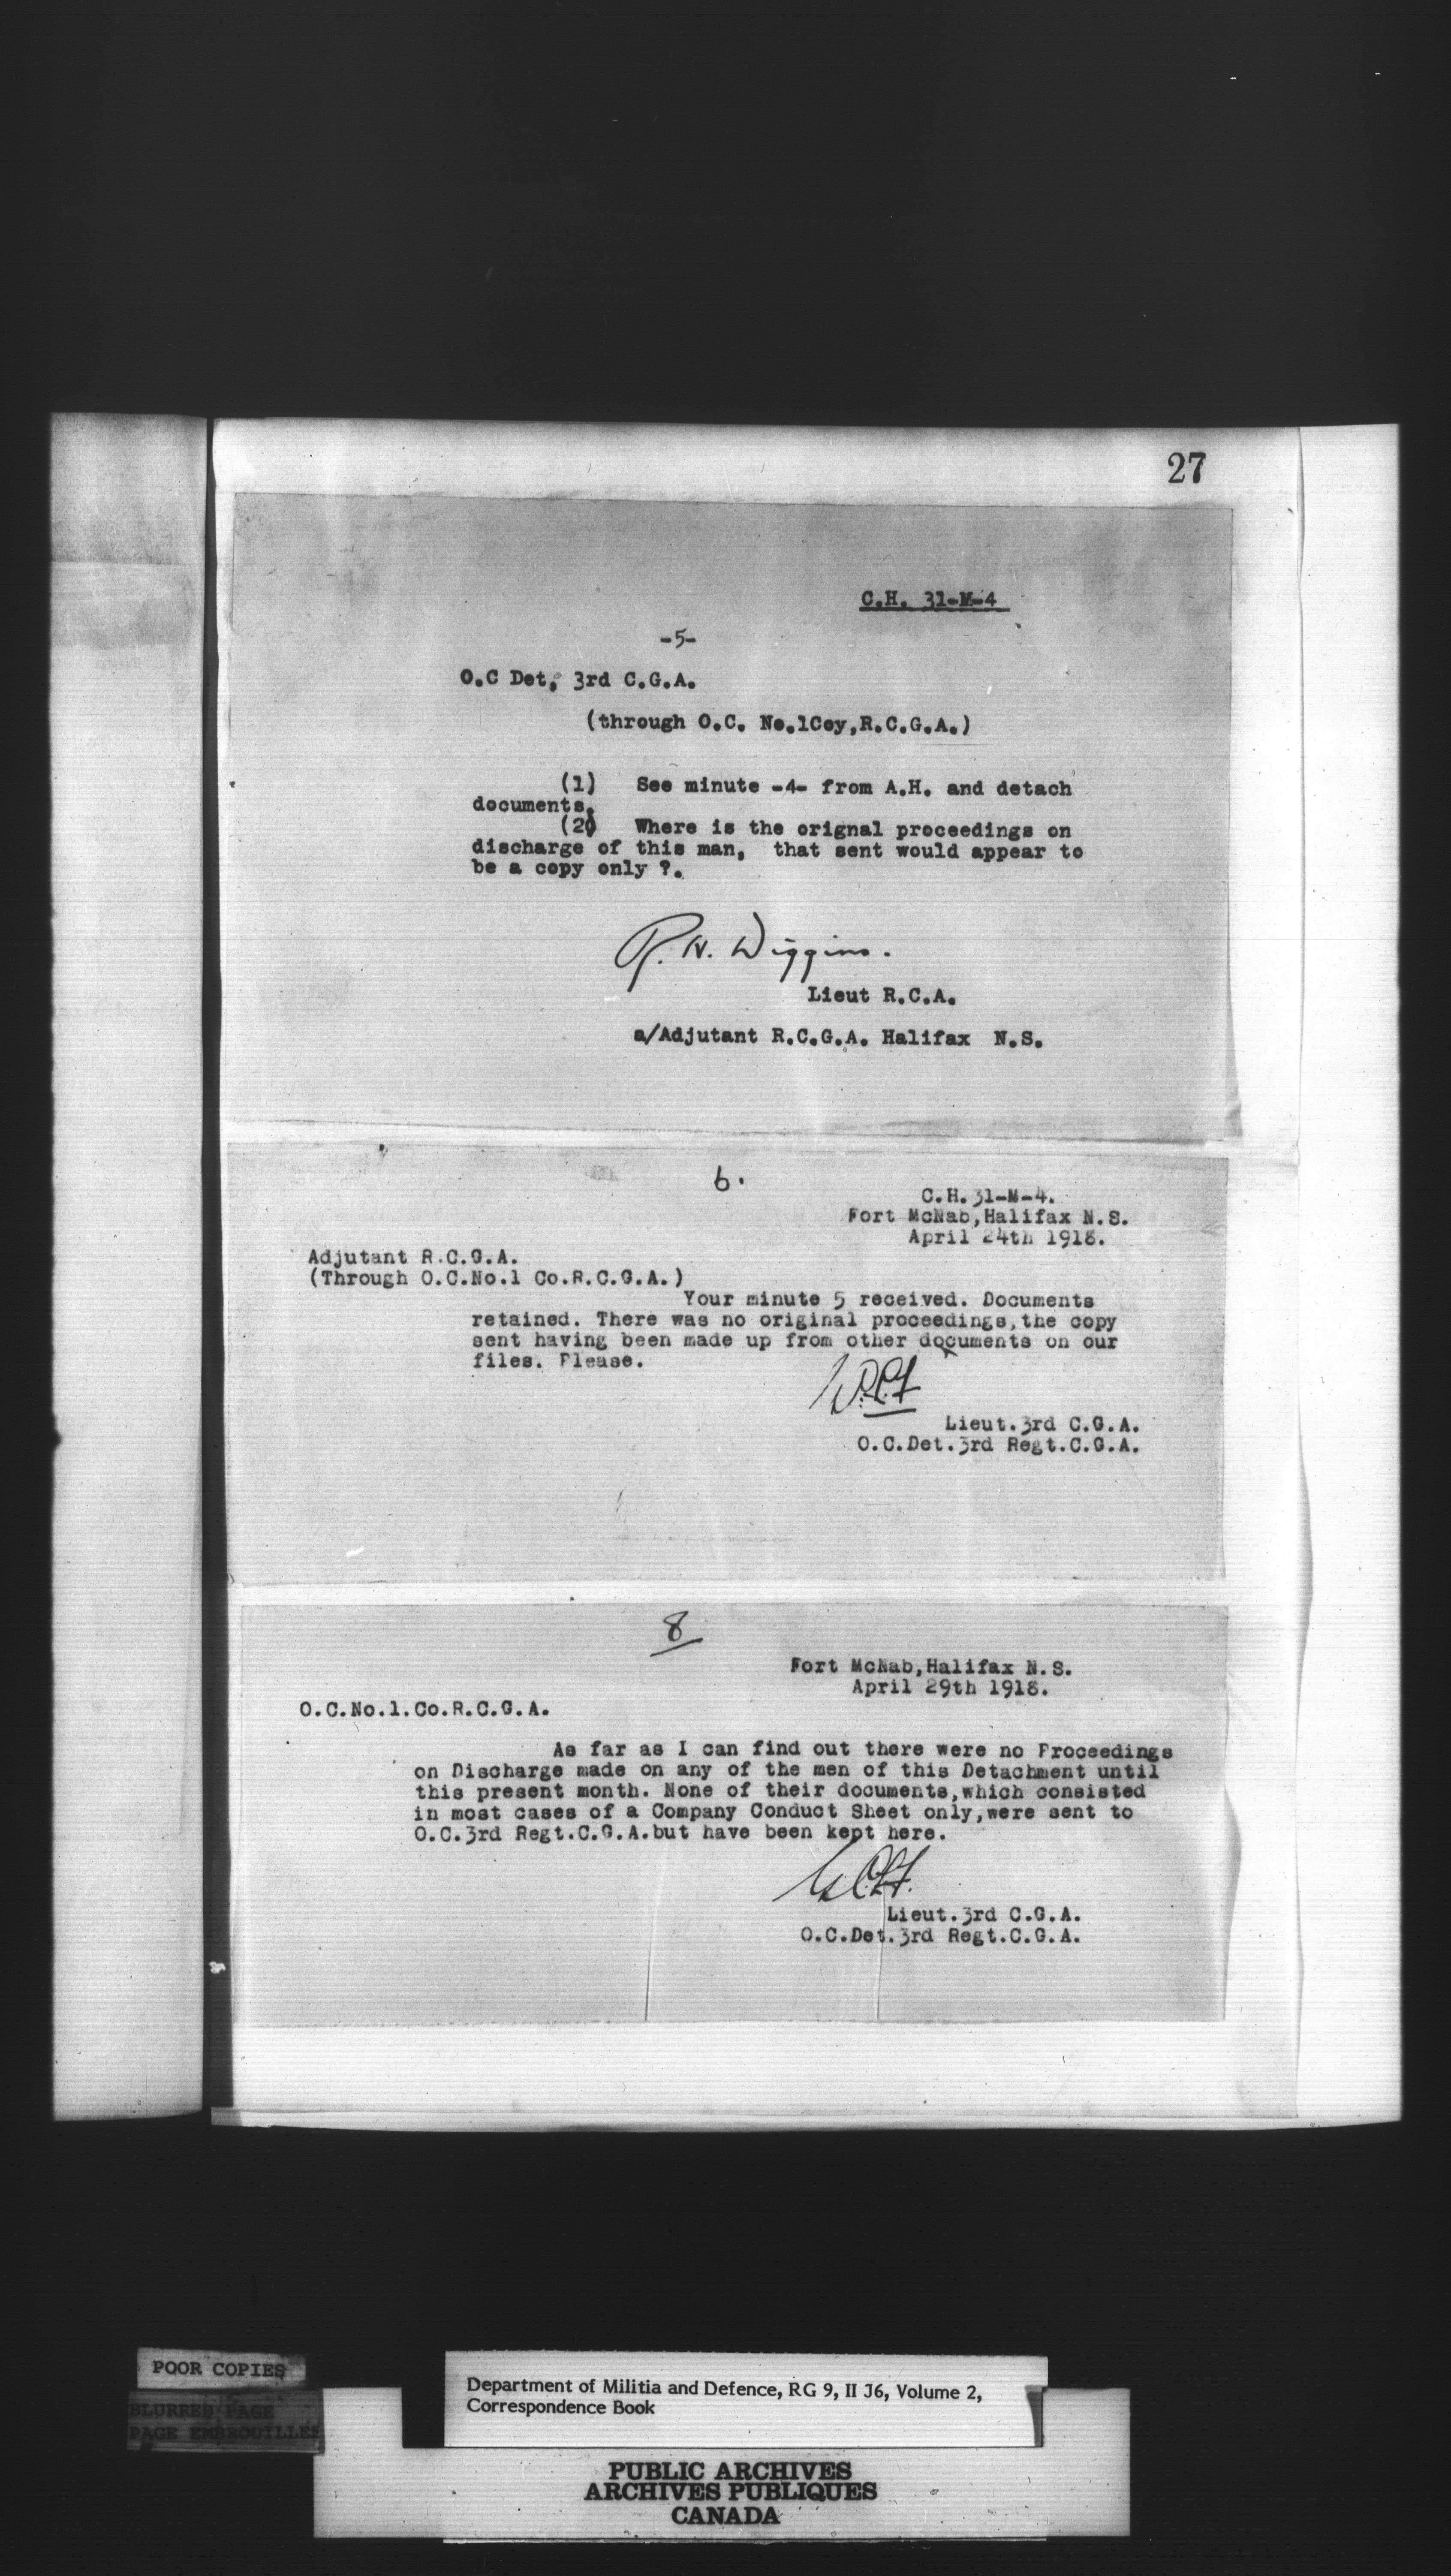 27
C.H. 31-M-4
-5-
O.C Det, 3rd C.G.A.
(through O.C. No.1Coy,R.C.G.A.)
(1) See minute -4- from A.H. and detach
documents.
(2) Where is the orignal proceedings on
discharge of this man, that sent would appear to
be a copy only ?.
R. N. Wiggins.
Lieut R.C.A.
a/Adjutant R.C.G.A. Halifax N.S.
6.
C.H.31-M-4.
Fort McNab,Halifax N.S.
April 24th 1918.
Adjutant R.C.G.A.
(Through O.C.No.1 Co.R.C.G.A.)
Your minute 5 received. Documents
retained. There was no original proceedings,the copy
sent having been made up from other documents on our
files. Please.
Lieut.3rd C.G.A.
O.C.Det.3rd Regt.C.G.A.
8
Fort McNab,Halifax N.S.
April 29th 1918.
O.C.No.1.Co.R.C.G.A.
As far as I can find out there were no Proceedings
on Discharge made on any of the men of this Detachment until
this present month. None of their documents,which consisted
in most cases of a Company Conduct Sheet only,were sent to
O.C.3rd Regt.C.G.A.but have been kept here.
Lieut.3rd C.G.A.
O.C.Det.3rd Regt.C.G.A.
POOR COPIES
BLURRED PAGE
PAGE EMBROUILLEE
Department of Militia and Defence, RG 9, II J6, Volume 2,
Correspondence Book
PUBLIC ARCHIVES
ARCHIVES PUBLIQUES
CANADA